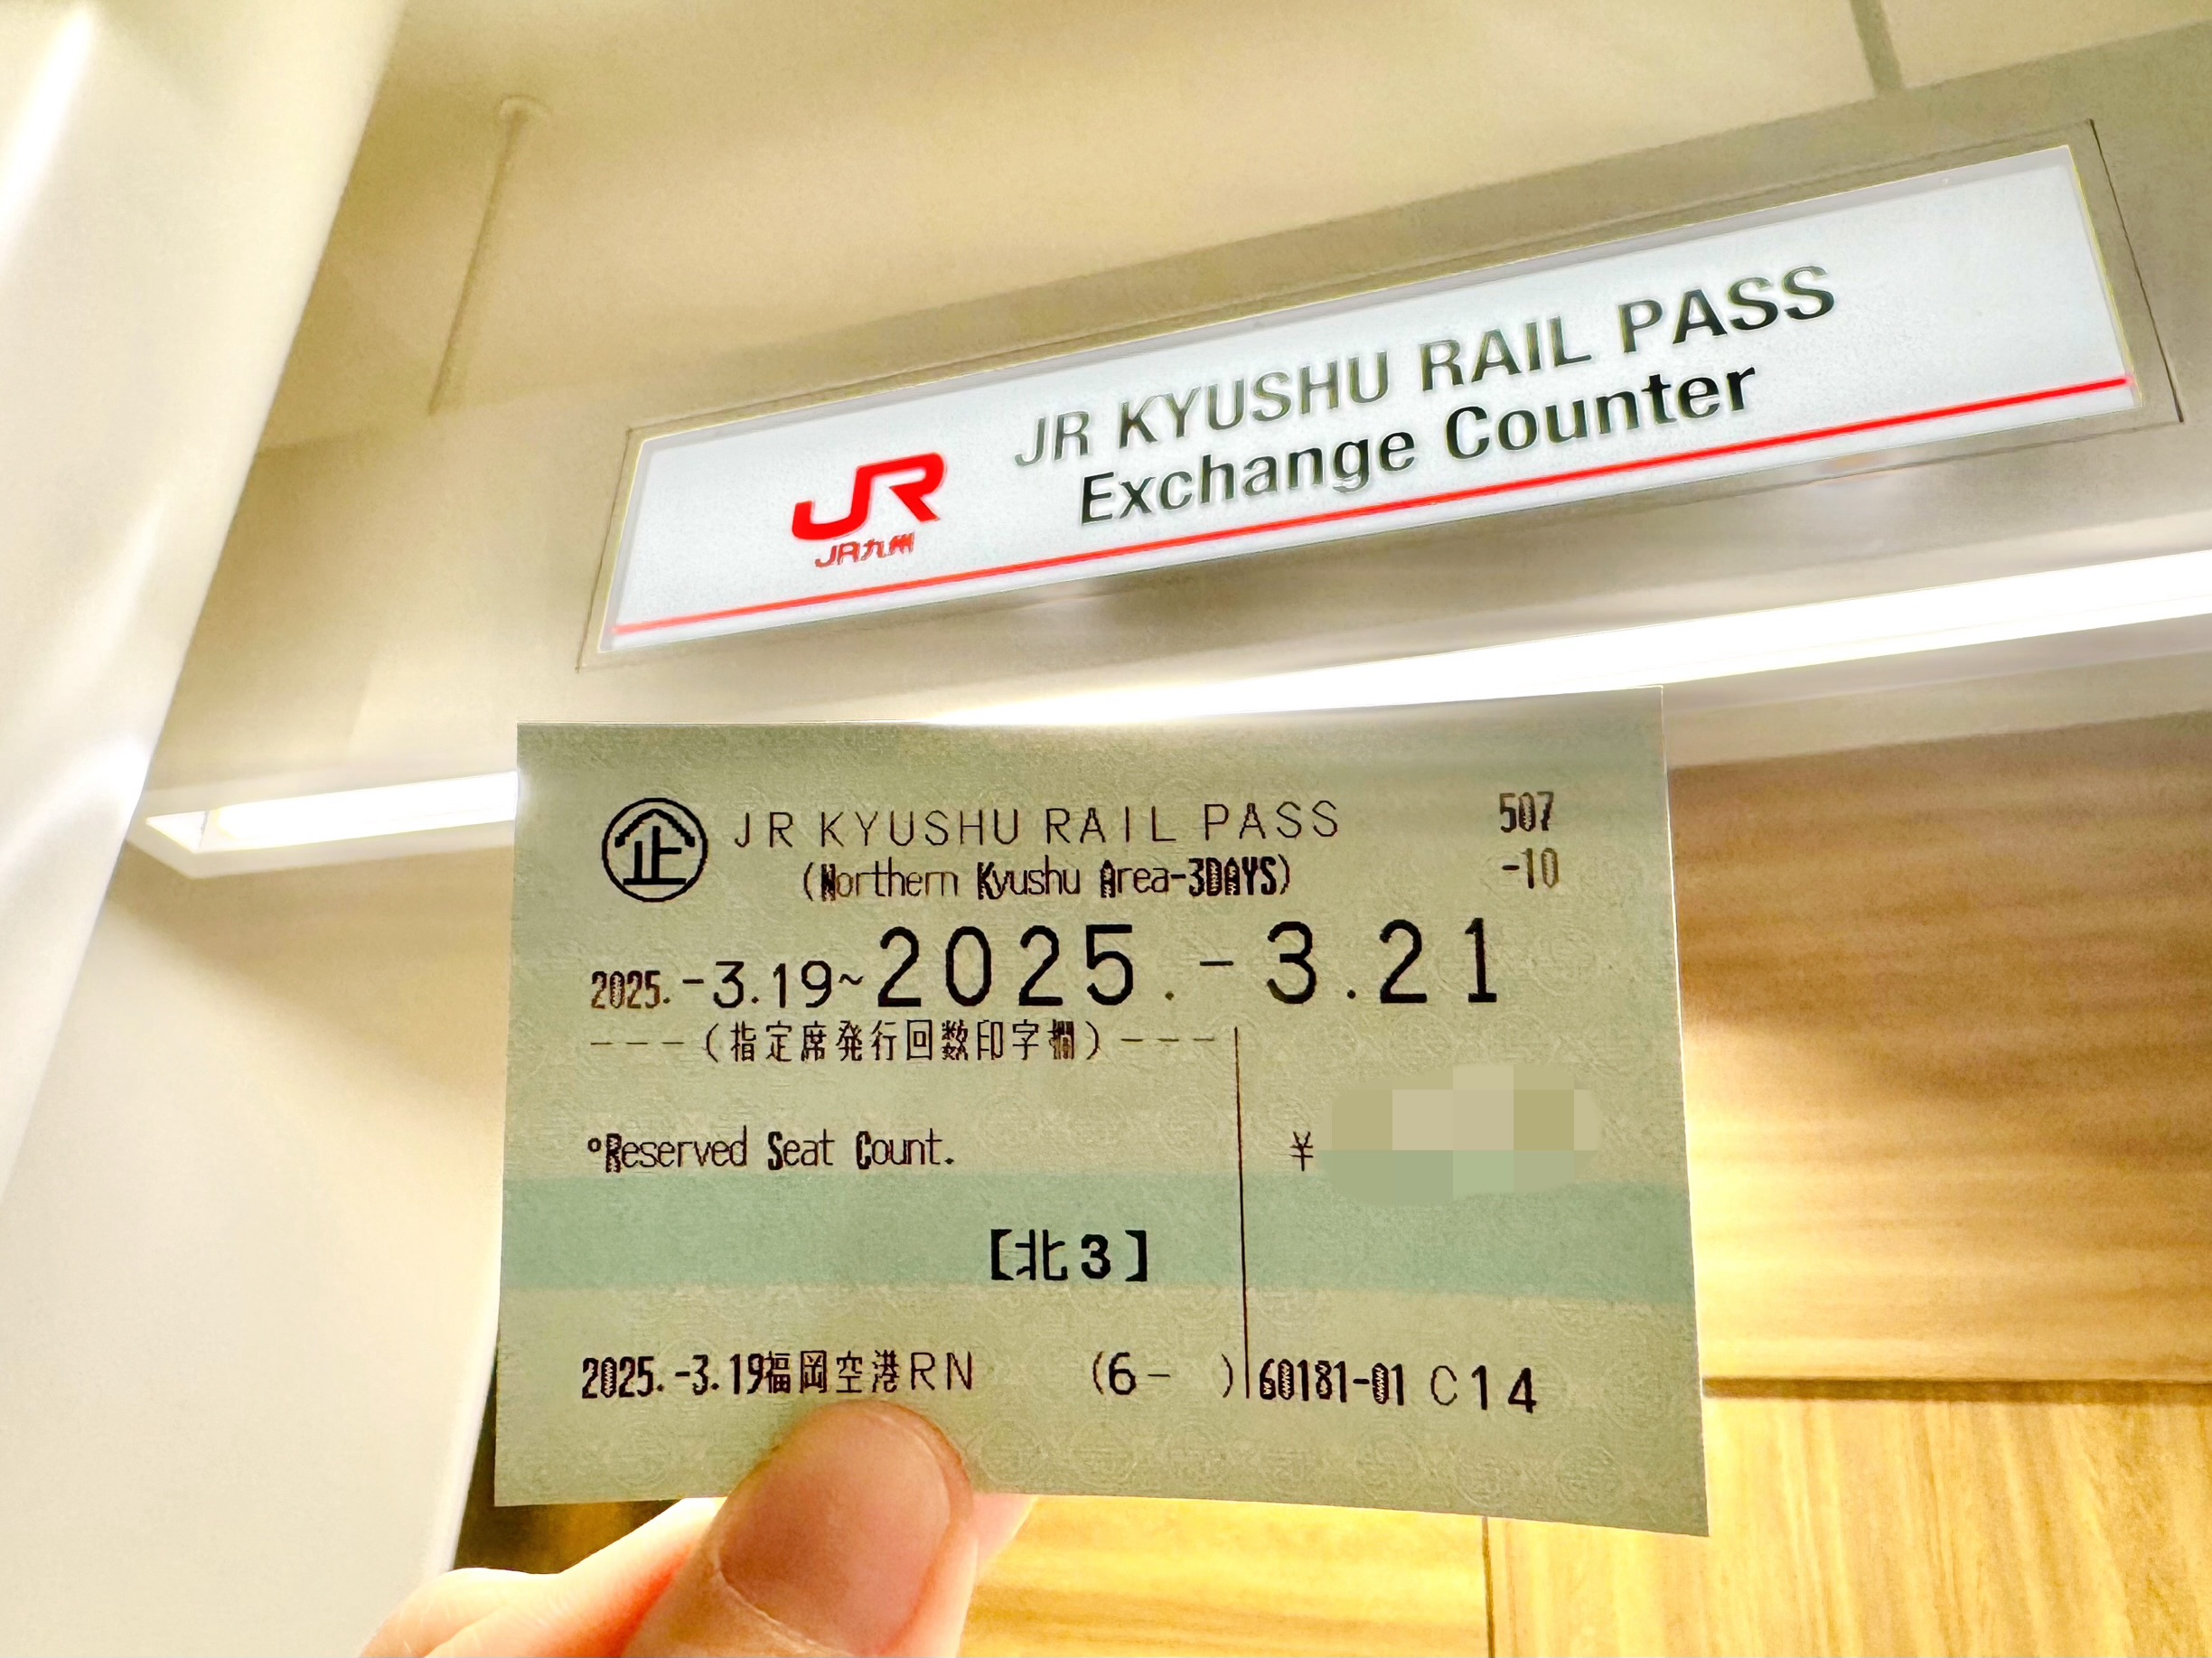 JR KYUSHU RAIL PASS
Exchange Counter
JR
JR九州
企 JR KYUSHU RAIL PASS 507
(Northern Kyushu Area-3DAYS) -10
2025.-3.19~2025.-3.21
---(指定席発行回数印字欄)---
°Reserved Seat Count. ¥
【北3】
2025.-3.19福岡空港RN (6- ) 60181-01 C14